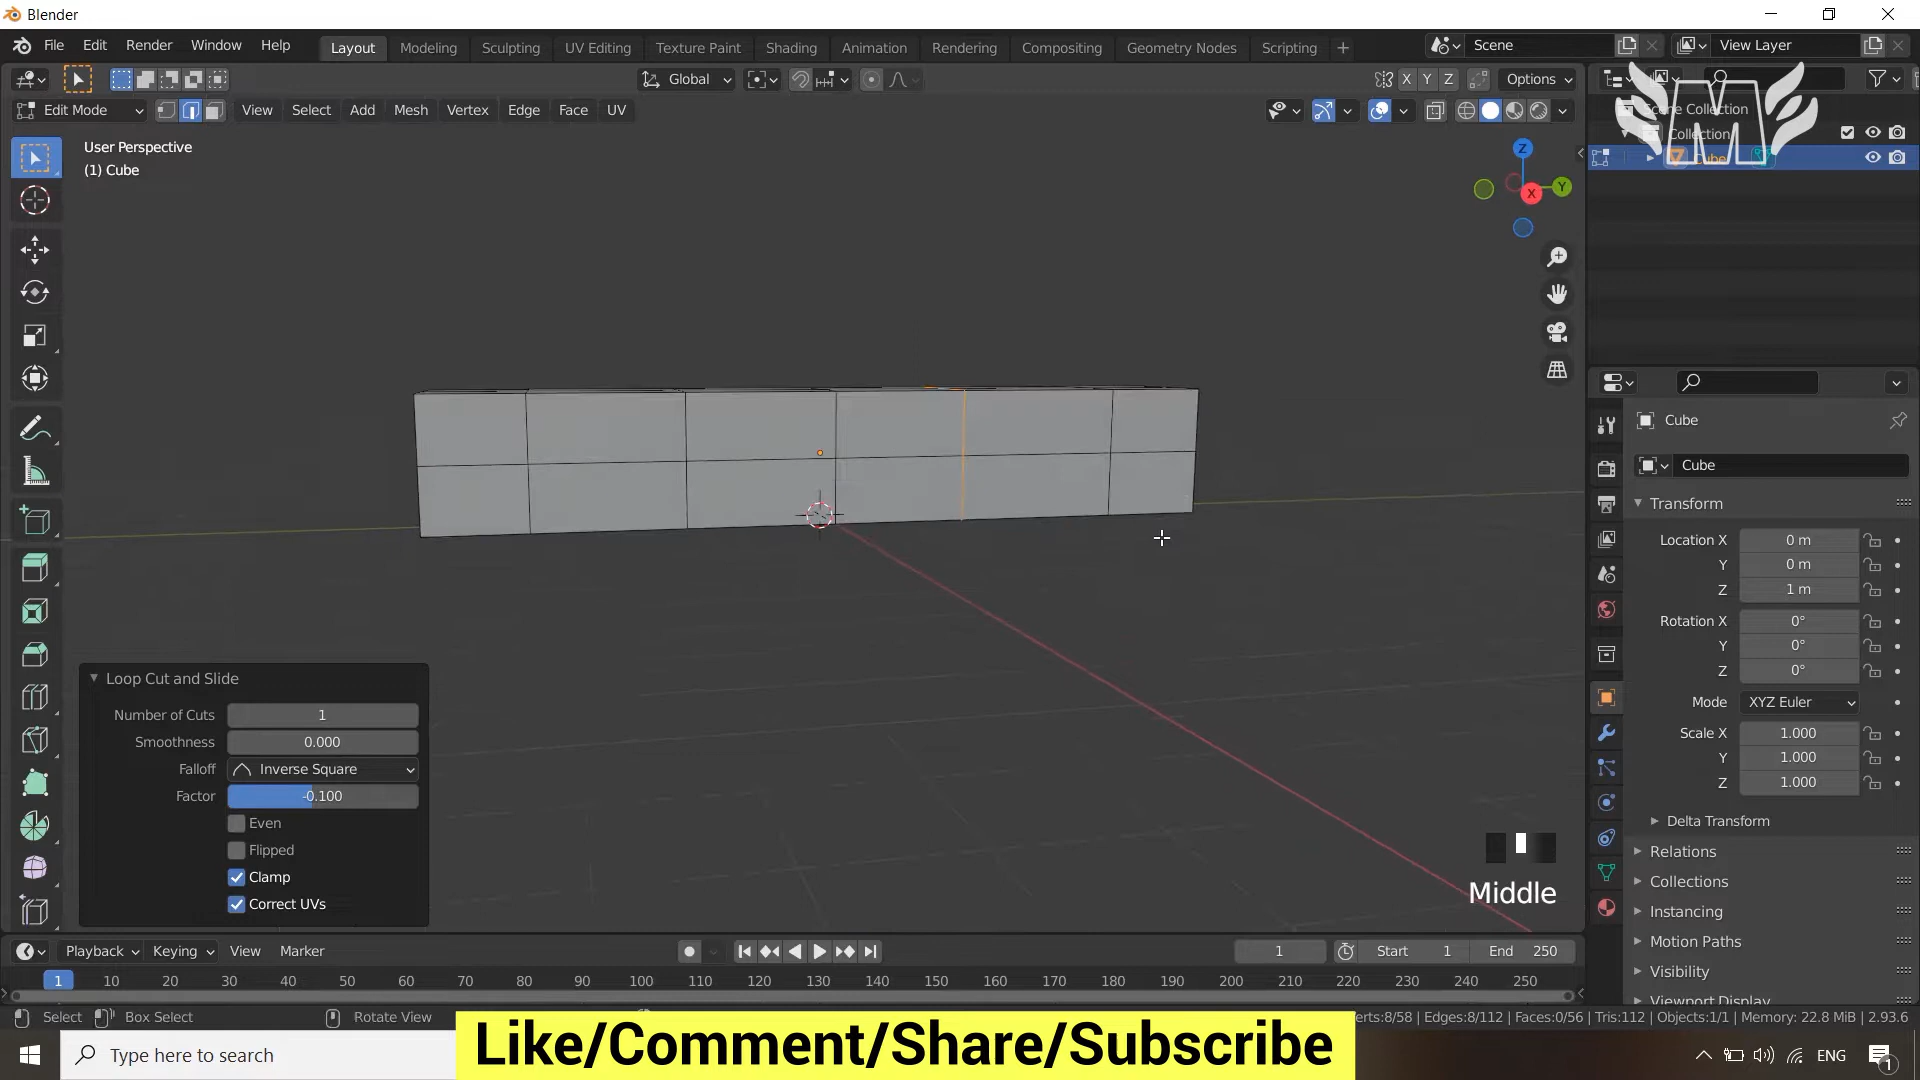 Blender
File Edit Render Window Help
Layout Modeling Sculpting UV Editing Texture Paint Shading Animation Rendering Compositing Geometry Nodes Scripting +
Scene View Layer
Global X Y Z Options
Edit Mode View Select Add Mesh Vertex Edge Face UV
User Perspective
(1) Cube
Z
Y
X
Scene Collection
Collection
Cube
Cube
Cube
Transform
Location X 0 m
Y 0 m
Z 1 m
Rotation X 0°
Y 0°
Z 0°
Mode XYZ Euler
Scale X 1.000
Y 1.000
Z 1.000
Delta Transform
Relations
Collections
Instancing
Motion Paths
Visibility
Viewport Display
Loop Cut and Slide
Number of Cuts 1
Smoothness 0.000
Falloff Inverse Square
Factor -0.100
Even
Flipped
Clamp
Correct UVs
Middle
Playback Keying View Marker 1 Start 1 End 250
1 10 20 30 40 50 60 70 80 90 100 110 120 130 140 150 160 170 180 190 200 210 220 230 240 250
Select Box Select Rotate View erts:8/58 | Edges:8/112 | Faces:0/56 | Tris:112 | Objects:1/1 | Memory: 22.8 MiB | 2.93.6
Type here to search
Like/Comment/Share/Subscribe
ENG
1